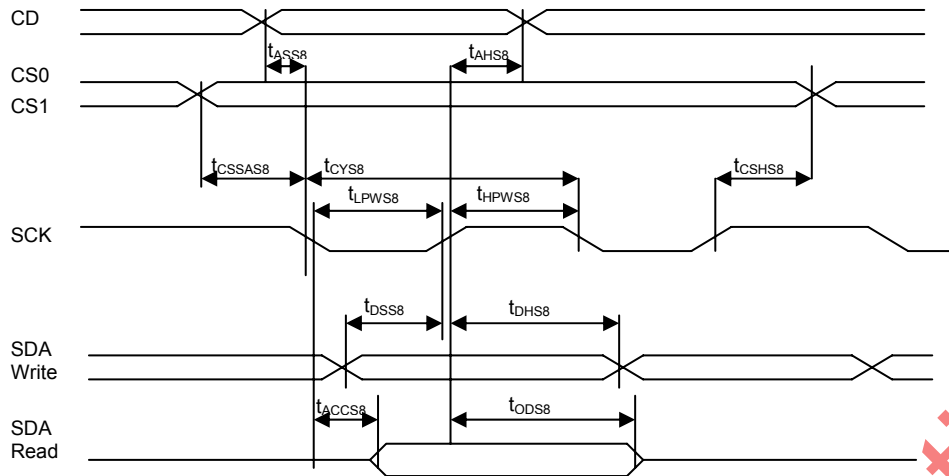 CD
tASS8 tAHS8
CS0
CS1
tCSSAS8 tCYS8 tCSHS8
tLPWS8 tHPWS8
SCK
tDSS8 tDHS8
SDA
Write
tACCS8 tODS8
SDA
Read